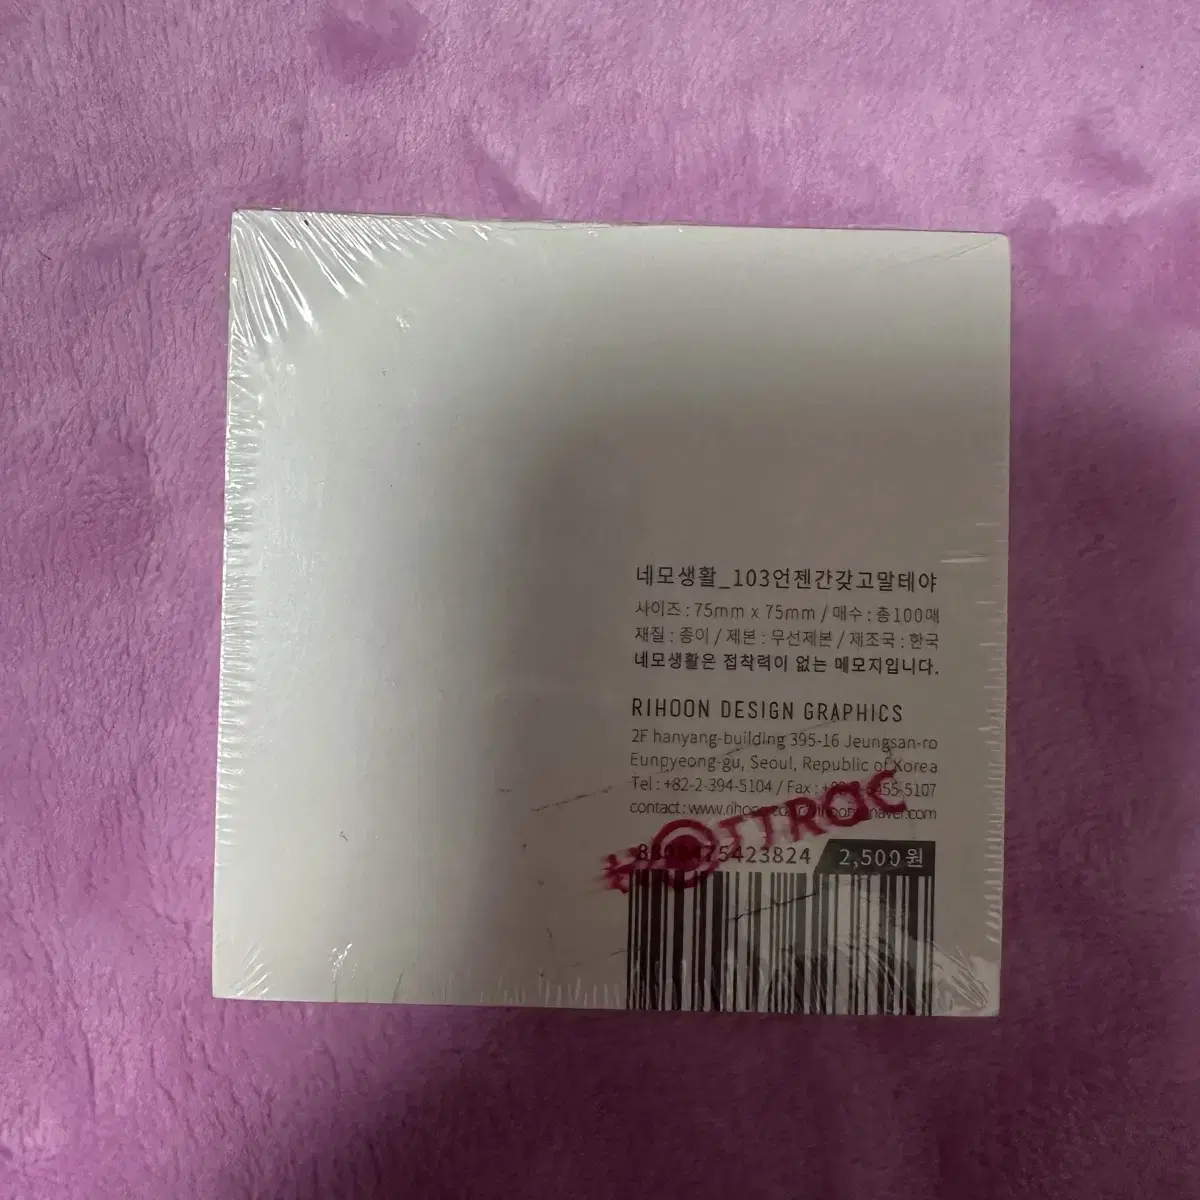 네모생활_103언젠간갖고말테야
사이즈 : 75mm x 75mm / 매수 : 총100매
재질 : 종이 / 제본 : 무선제본 / 제조국 : 한국
네모생활은 접착력이 없는 메모지입니다.
RIHOON DESIGN GRAPHICS
2F hanyang-building 395-16 Jeungsan-ro
Eunpyeong-gu, Seoul, Republic of Korea
Tel : +82-2-394-5104 / Fax :
contact :
2,500원